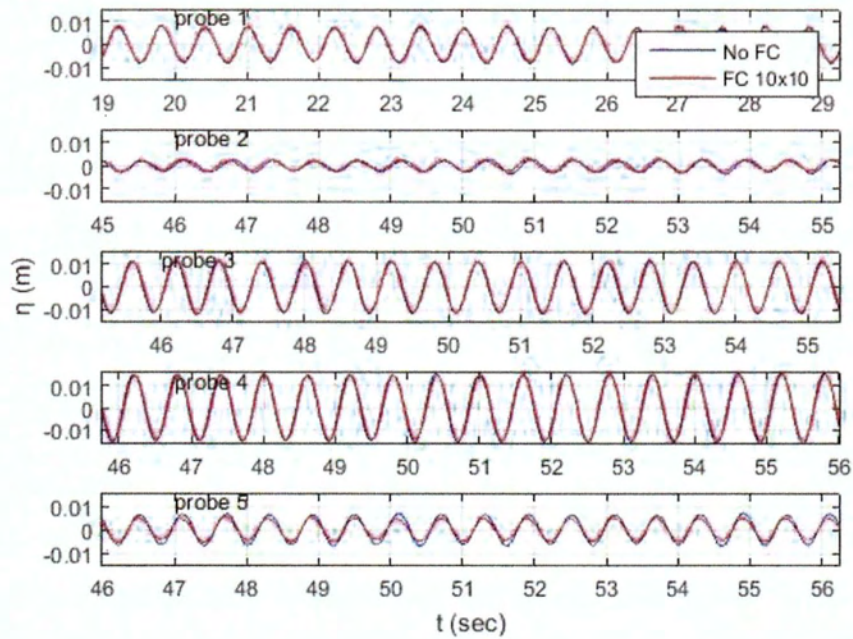 probe 1
0.01
0
-0.01
No FC
FC 10x10
19 20 21 22 23 24 25 26 27 28 29
probe 2
0.01
0
-0.01
45 46 47 48 49 50 51 52 53 54 55
probe 3
0.01
0
-0.01
46 47 48 49 50 51 52 53 54 55
η (m)
probe 4
0.01
0
-0.01
46 47 48 49 50 51 52 53 54 55 56
probe 5
0.01
0
-0.01
46 47 48 49 50 51 52 53 54 55 56
t (sec)